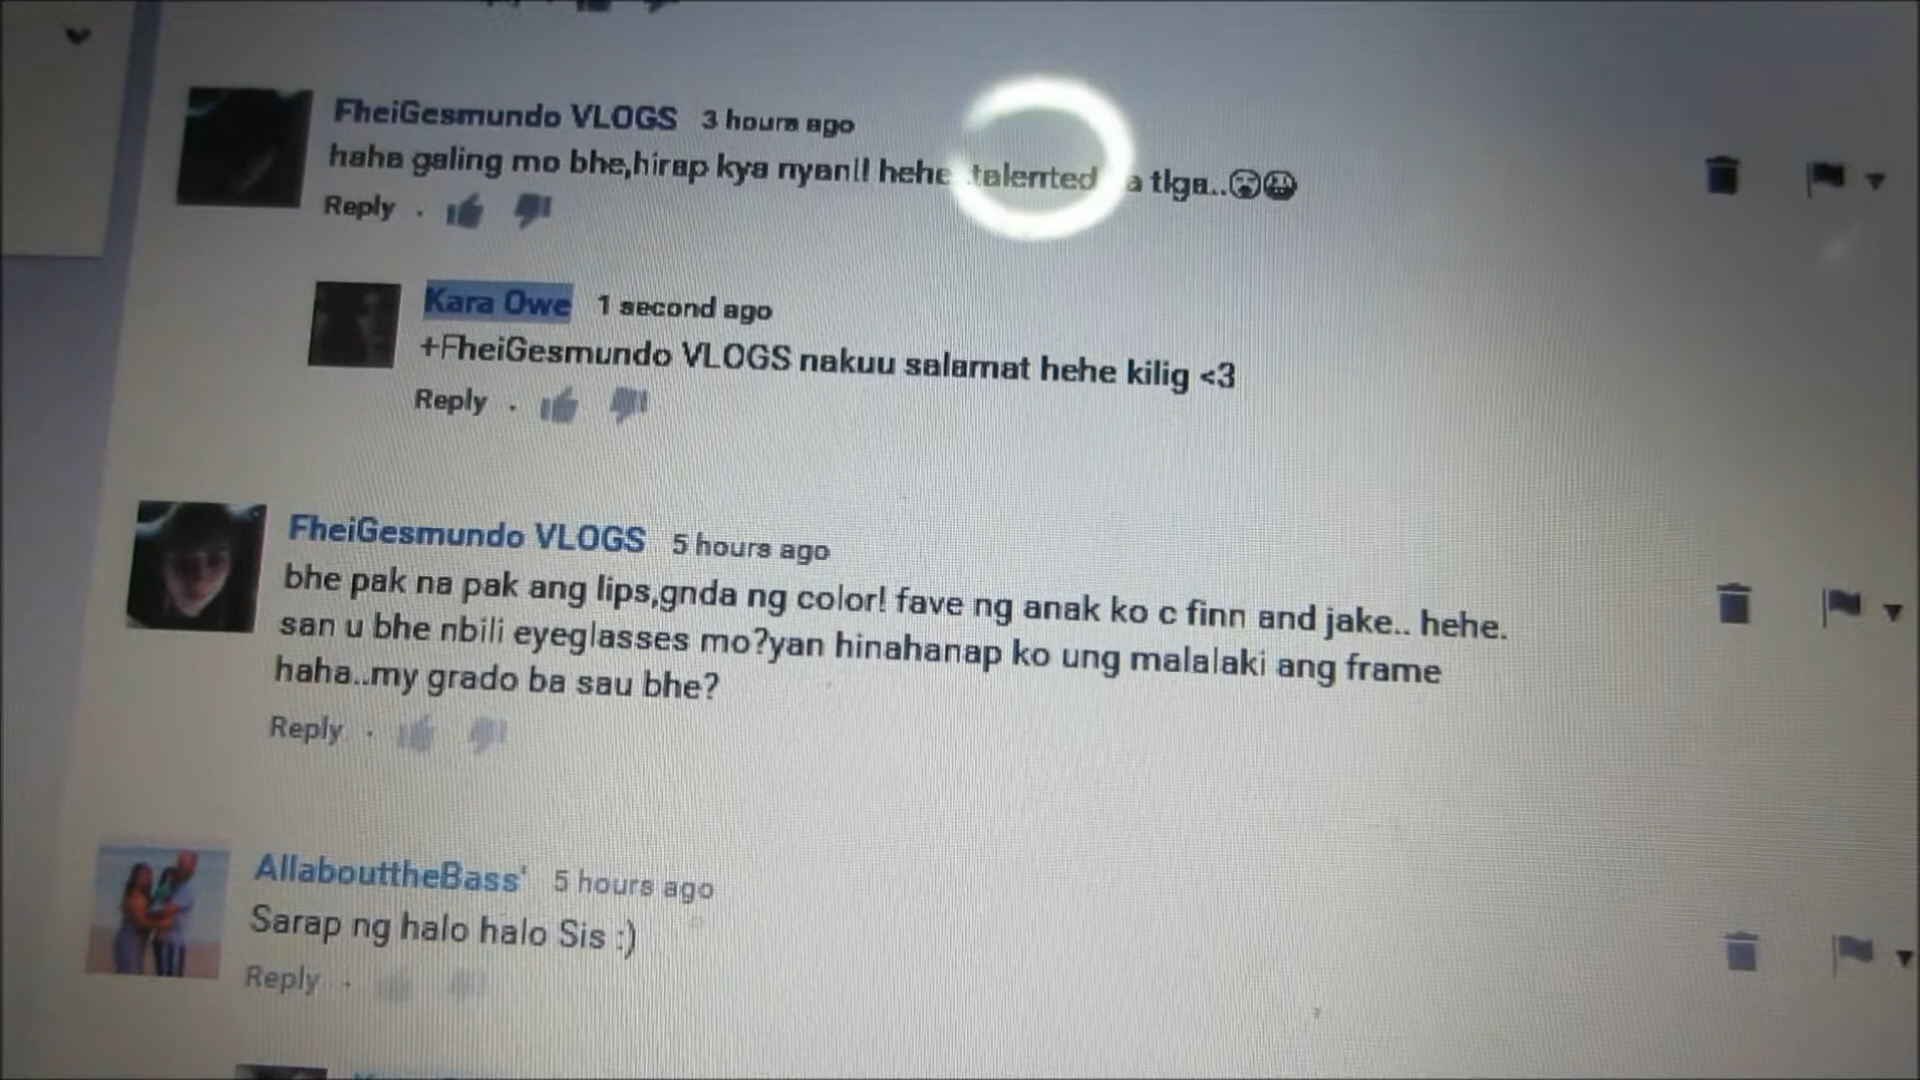 FheiGesmundo VLOGS 3 hours ago
haha galing mo bhe,hirap kya nyan!! hehe talented a tlga..
Reply
Kara Owe 1 second ago
+FheiGesmundo VLOGS nakuu salamat hehe kilig <3
Reply
FheiGesmundo VLOGS 5 hours ago
bhe pak na pak ang lips,gnda ng color! fave ng anak ko c finn and jake.. hehe.
san u bhe nbili eyeglasses mo?yan hinahanap ko ung malalaki ang frame
haha..my grado ba sau bhe?
Reply
AllabouttheBass' 5 hours ago
Sarap ng halo halo Sis :)
Reply